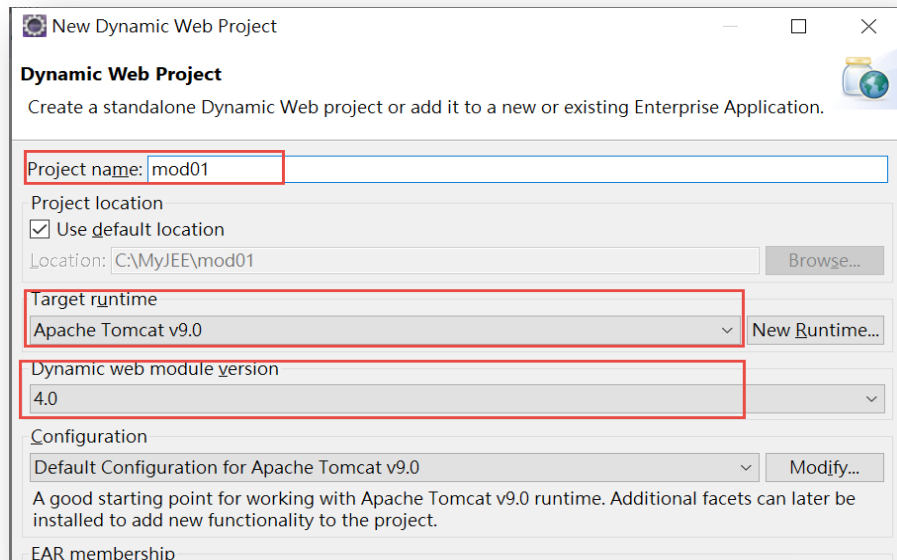 New Dynamic Web Project
Dynamic Web Project
Create a standalone Dynamic Web project or add it to a new or existing Enterprise Application.
Project name: mod01
Project location
Use default location
Location: C:\MyJEE\mod01 Browse...
Target runtime
Apache Tomcat v9.0 New Runtime...
Dynamic web module version
4.0
Configuration
Default Configuration for Apache Tomcat v9.0 Modify...
A good starting point for working with Apache Tomcat v9.0 runtime. Additional facets can later be
installed to add new functionality to the project.
EAR membership